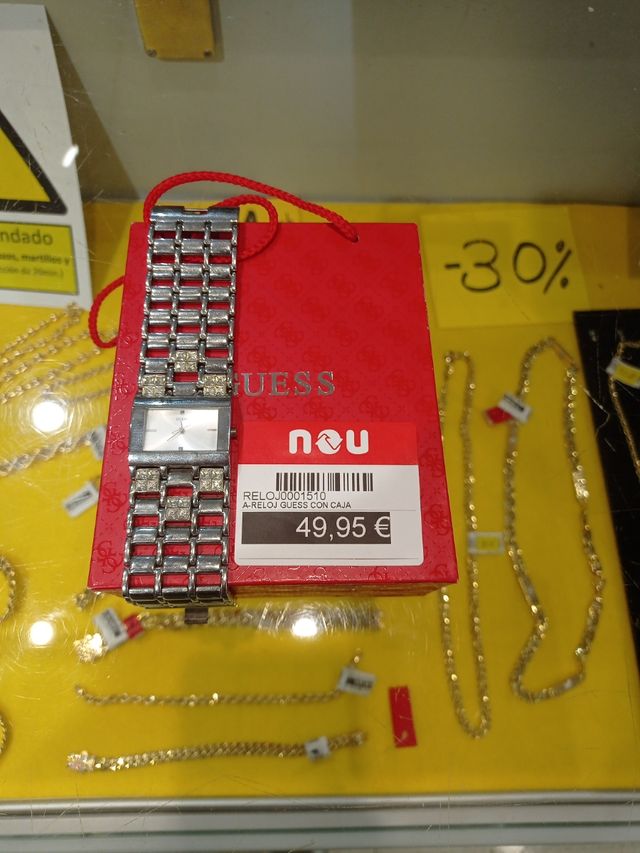 ndado
-30%
GUESS
nou
RELOJ0001510
A-RELOJ GUESS CON CAJA
49,95 €